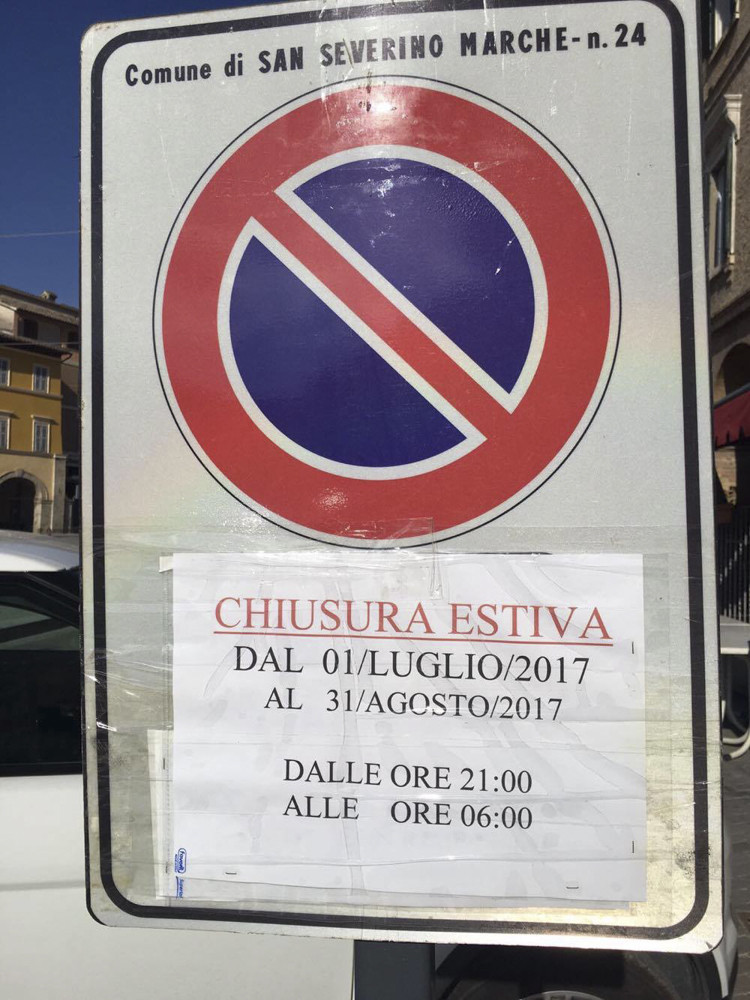 Comune di SAN SEVERINO MARCHE - n. 24
CHIUSURA ESTIVA
DAL 01/LUGLIO/2017
AL 31/AGOSTO/2017
DALLE ORE 21:00
ALLE ORE 06:00